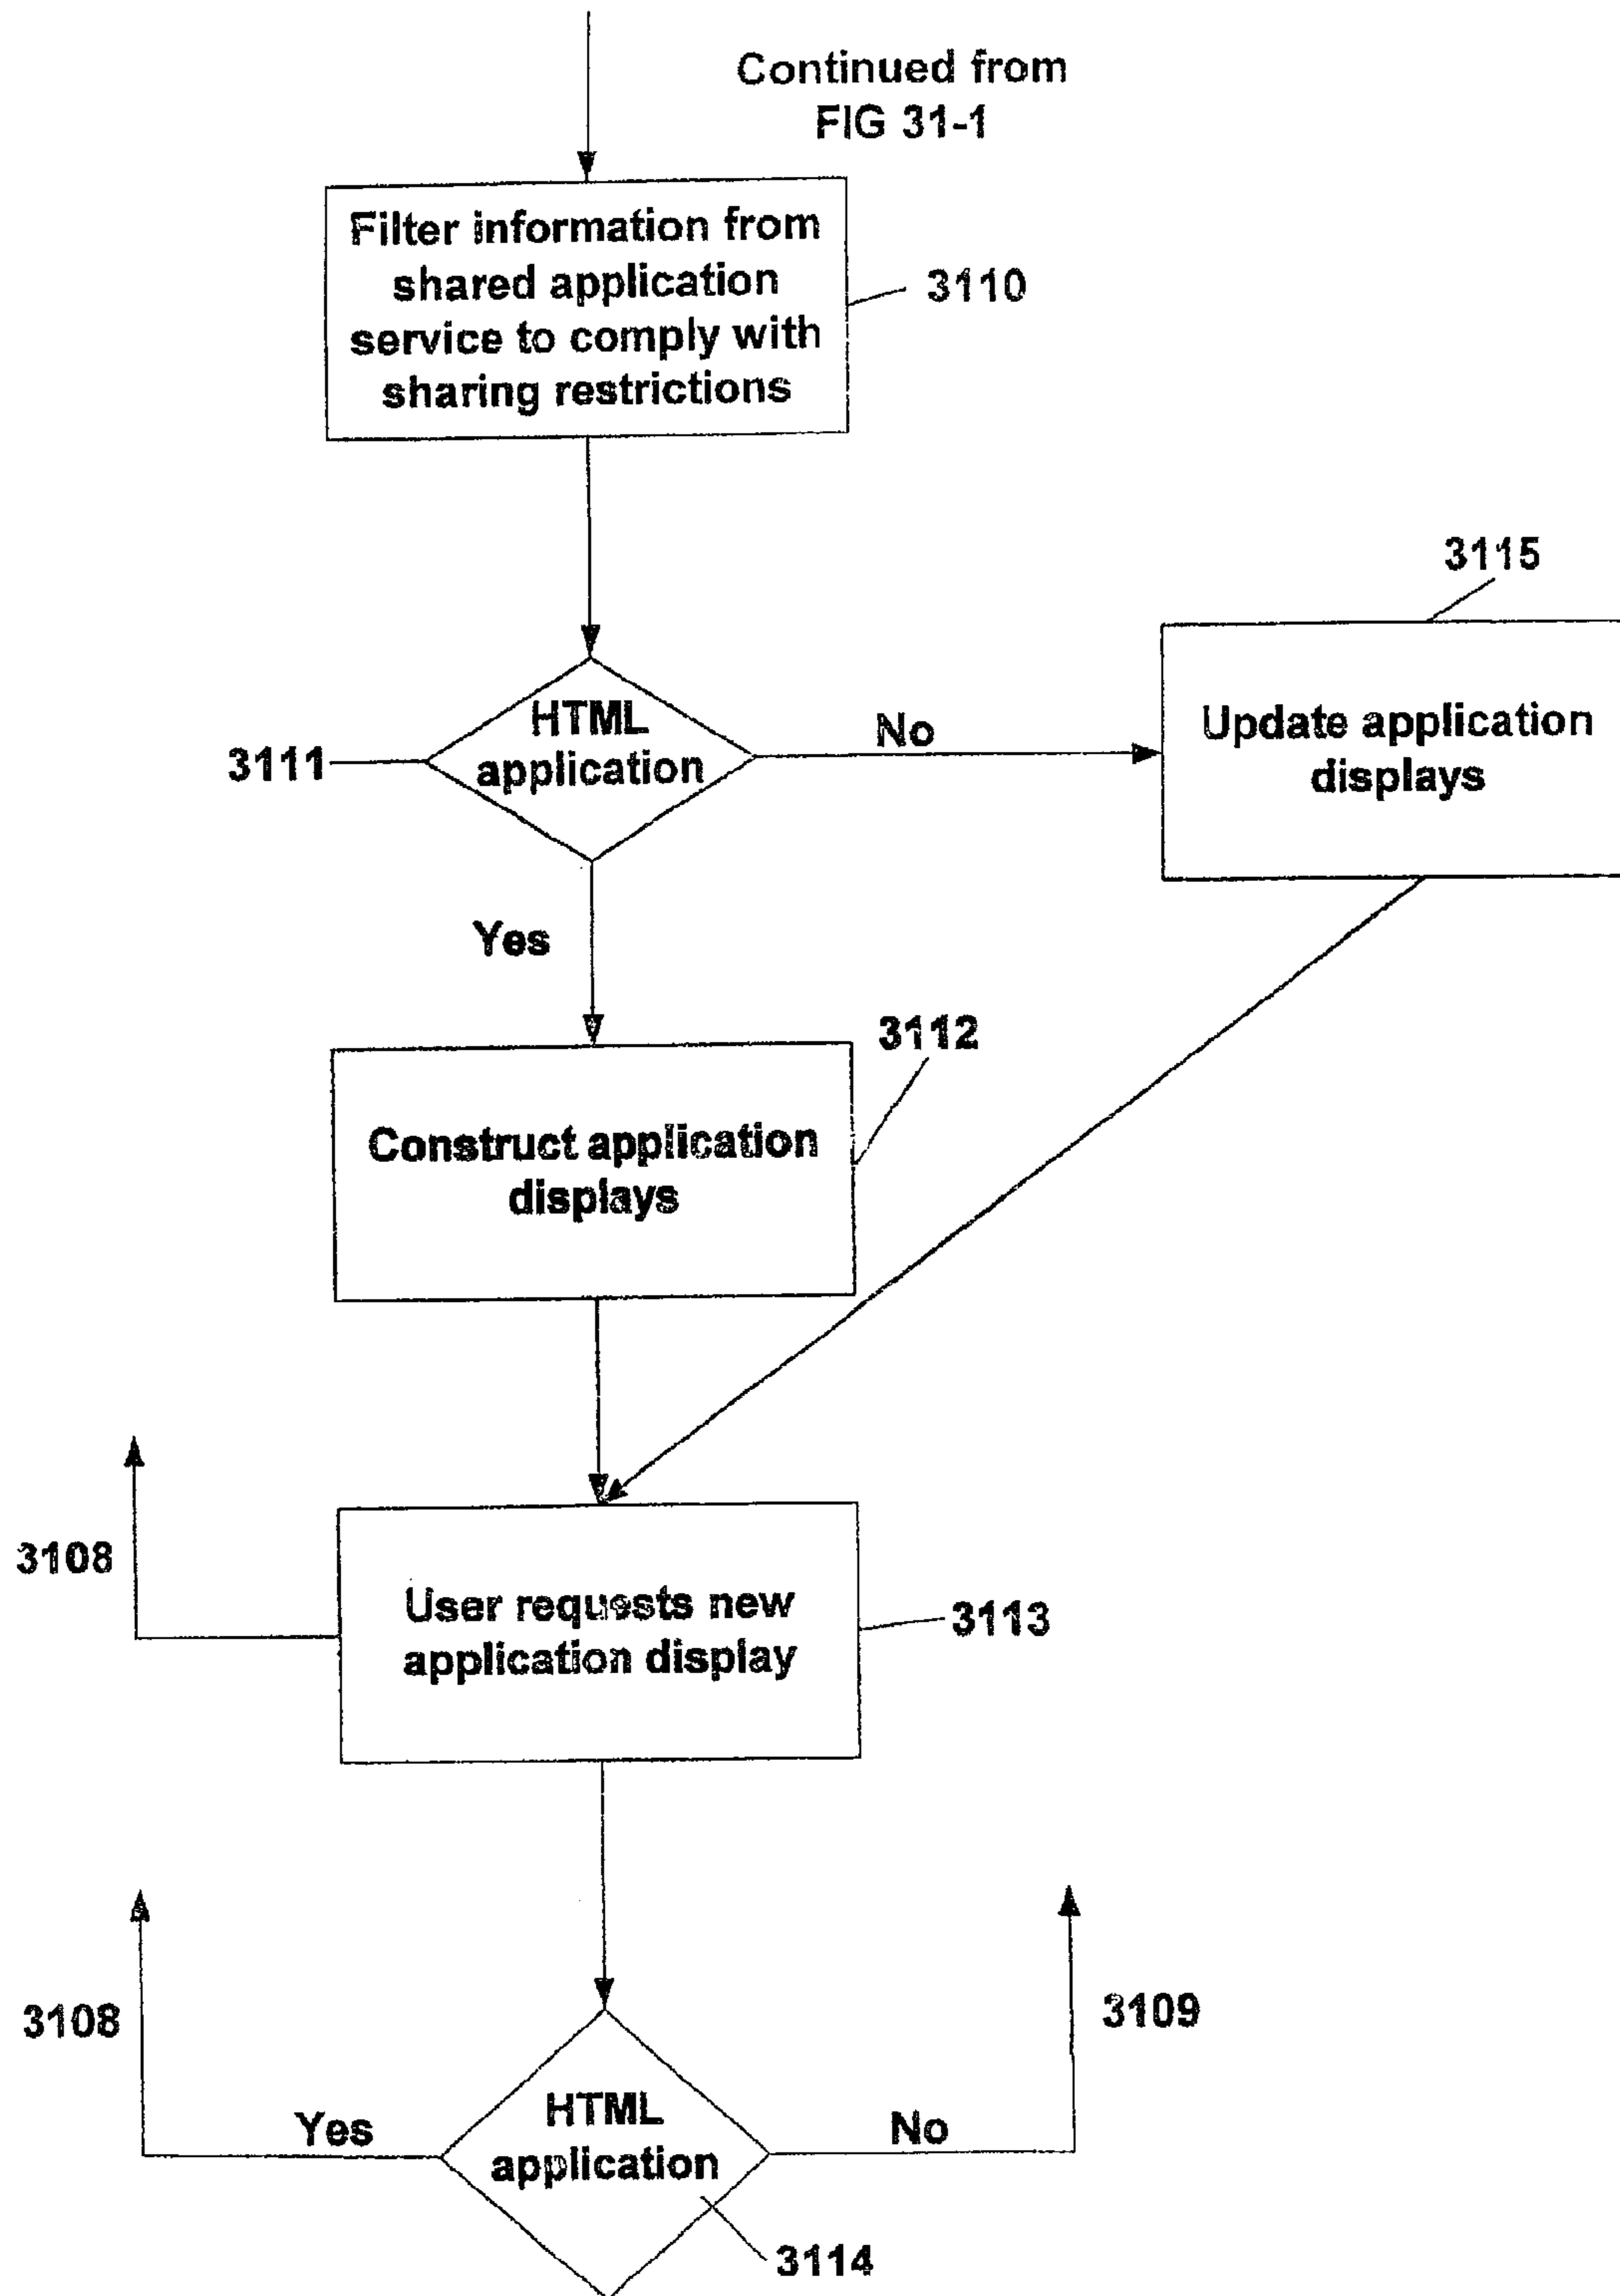 Continued from
FIG 31-1
Filter information from
shared application
service to comply with
sharing restrictions
3110
3115
HTML
application
3111
No
Update application
displays
Yes
3112
Construct application
displays
3108
User requests new
application display
3113
3108
3109
Yes
HTML
application
No
3114